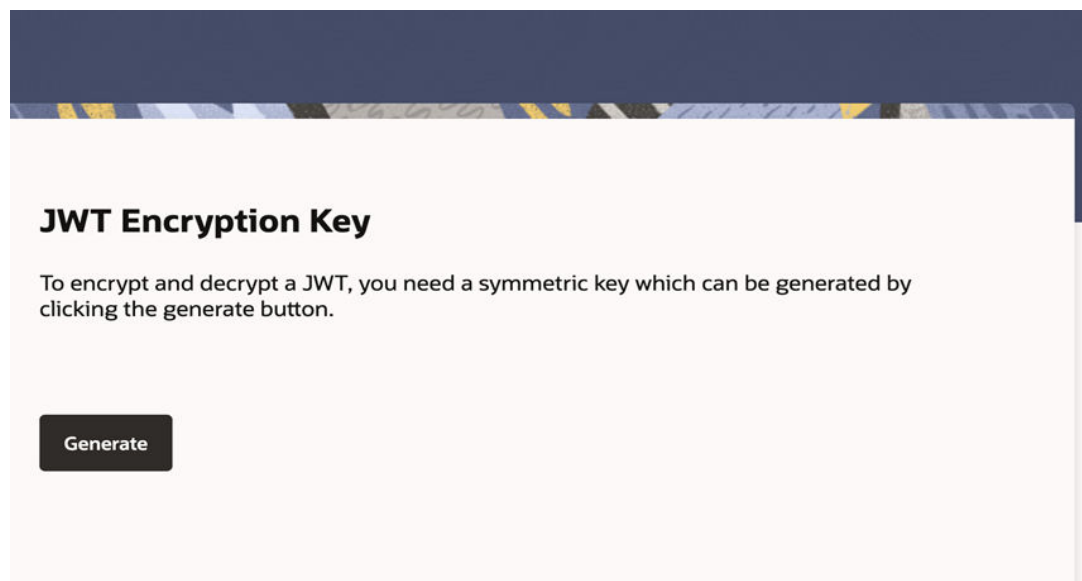 JWT Encryption Key
To encrypt and decrypt a JWT, you need a symmetric key which can be generated by
clicking the generate button.
Generate